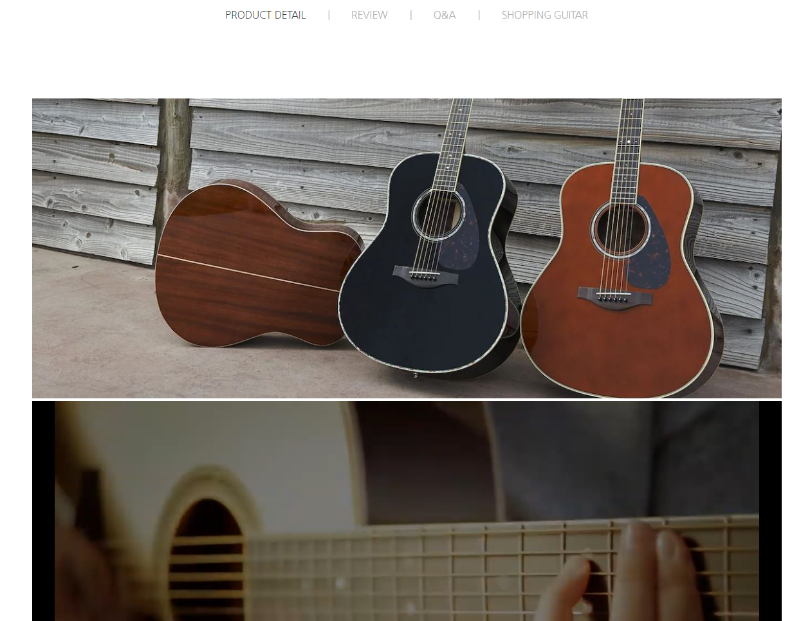 PRODUCT DETAIL | REVIEW | Q&A | SHOPPING GUITAR